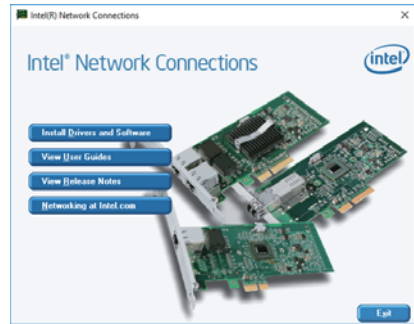 Intel(R) Network Connections
Intel® Network Connections
intel
Install Drivers and Software
View User Guides
View Release Notes
Networking at Intel.com
Exit